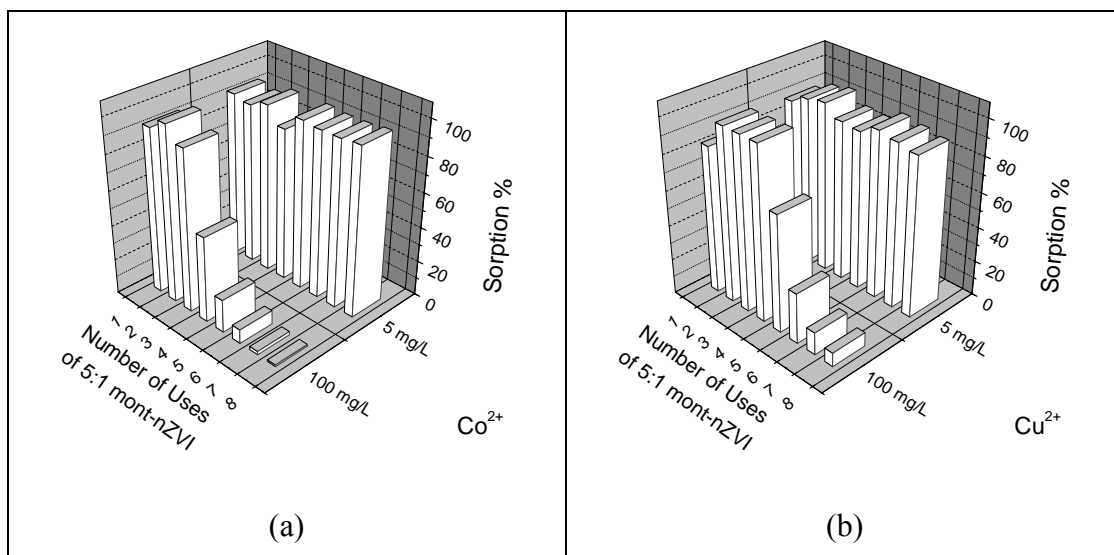 100
80
60
40
20
0
Sorption %
1 2 3 4 5 6 7 8
Number of Uses
of 5:1 mont-nZVI
5 mg/L
100 mg/L
Co²⁺
(a)
100
80
60
40
20
0
Sorption %
1 2 3 4 5 6 7 8
Number of Uses
of 5:1 mont-nZVI
5 mg/L
100 mg/L
Cu²⁺
(b)